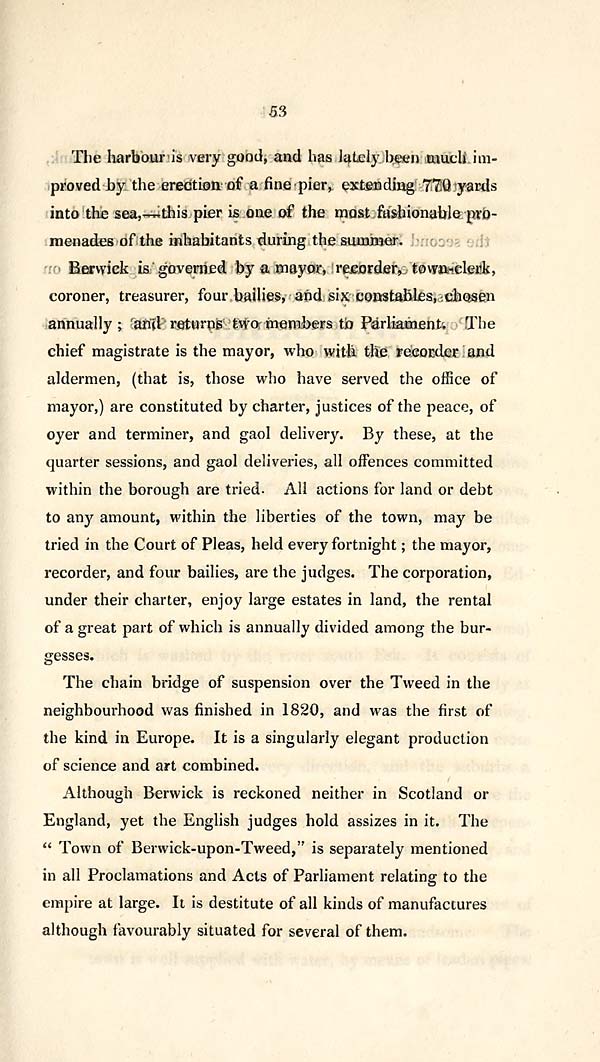 53
The harbour is very good, and has lately been much im-
proved by the erection of a fine pier, extending 770 yards
into the sea,—this pier is one of the most fashionable pro-
menades of the inhabitants during the summer.
Berwick is governed by a mayor, recorder, town-clerk,
coroner, treasurer, four bailies, and six constables, chosen
annually ; and returns two members to Parliament. The
chief magistrate is the mayor, who with the recorder and
aldermen, (that is, those who have served the office of
mayor,) are constituted by charter, justices of the peace, of
oyer and terminer, and gaol delivery. By these, at the
quarter sessions, and gaol deliveries, all offences committed
within the borough are tried. All actions for land or debt
to any amount, within the liberties of the town, may be
tried in the Court of Pleas, held every fortnight ; the mayor,
recorder, and four bailies, are the judges. The corporation,
under their charter, enjoy large estates in land, the rental
of a great part of which is annually divided among the bur-
gesses.
The chain bridge of suspension over the Tweed in the
neighbourhood was finished in 1820, and was the first of
the kind in Europe. It is a singularly elegant production
of science and art combined.
Although Berwick is reckoned neither in Scotland or
England, yet the English judges hold assizes in it. The
“ Town of Berwick-upon-Tweed,” is separately mentioned
in all Proclamations and Acts of Parliament relating to the
empire at large. It is destitute of all kinds of manufactures
although favourably situated for several of them.